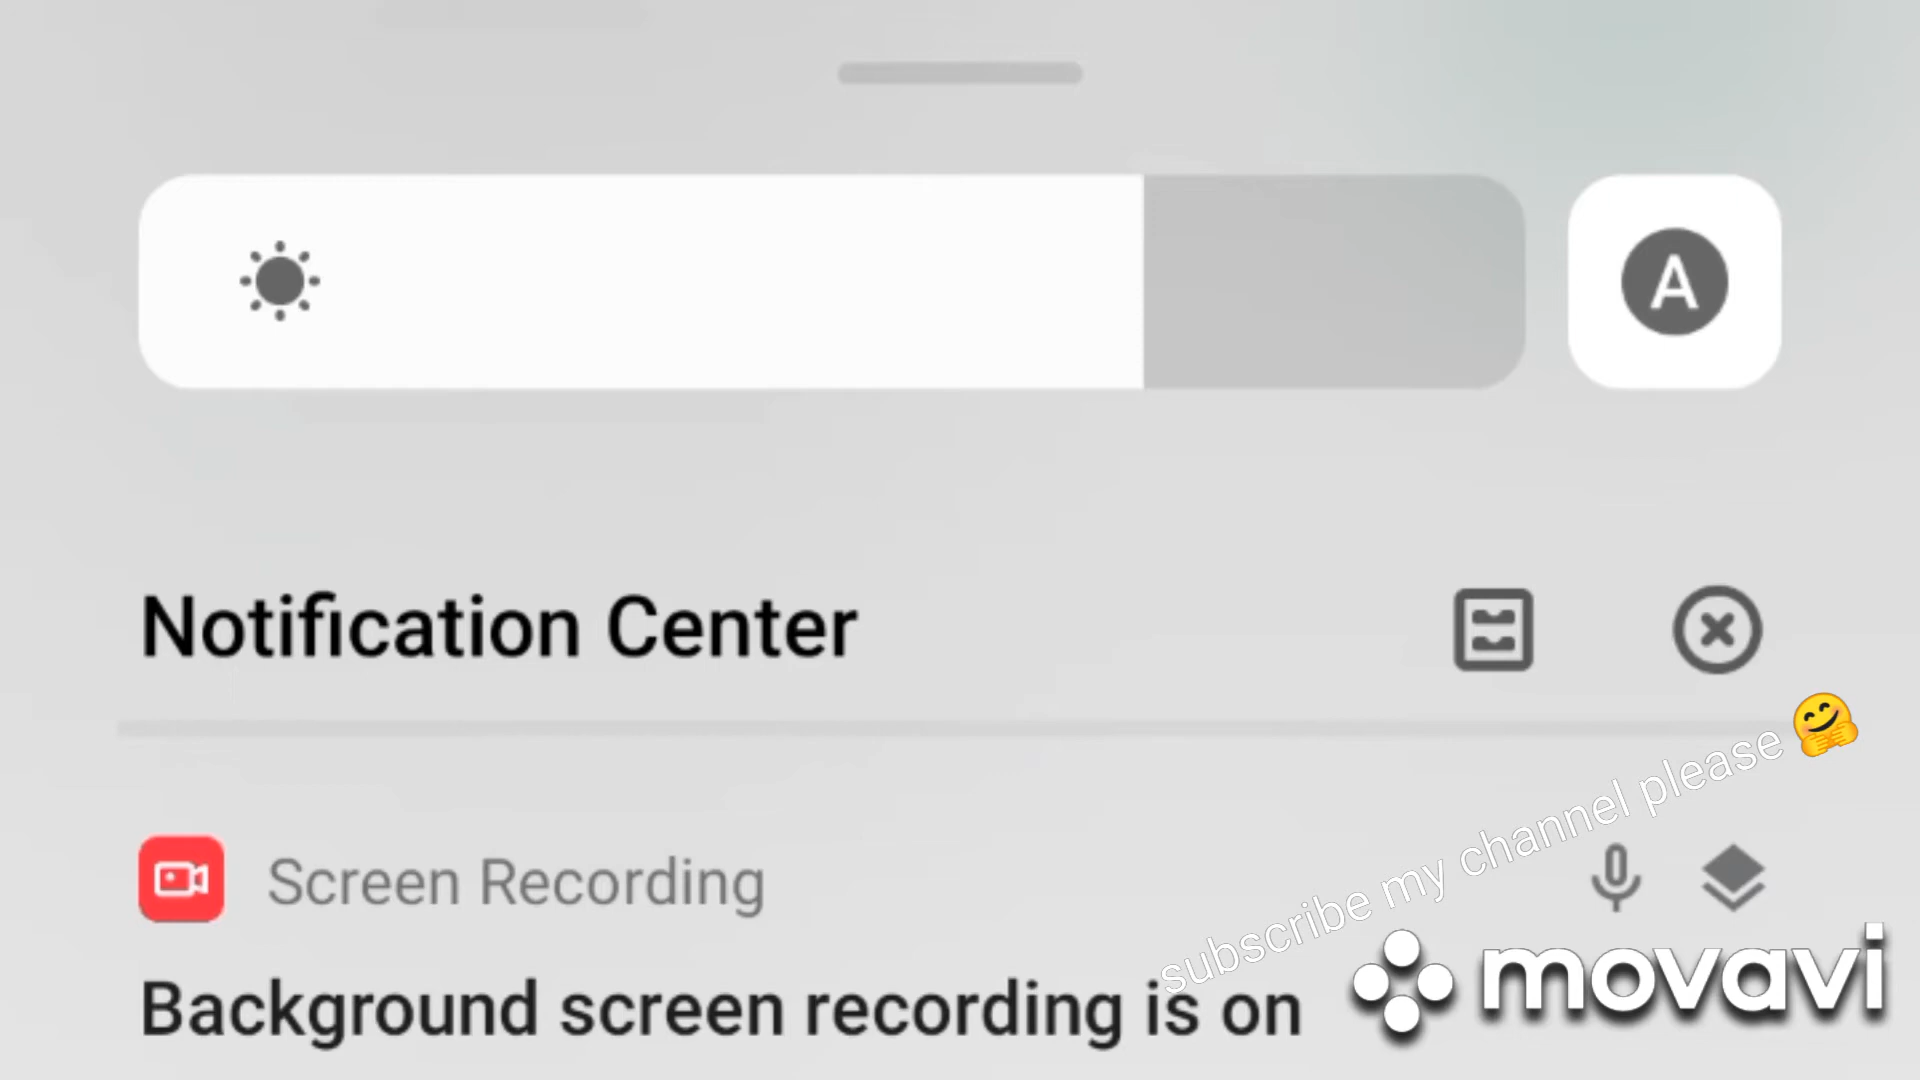 A
Notification Center
subscribe my channel please 🤗
Screen Recording
Background screen recording is on
movavi